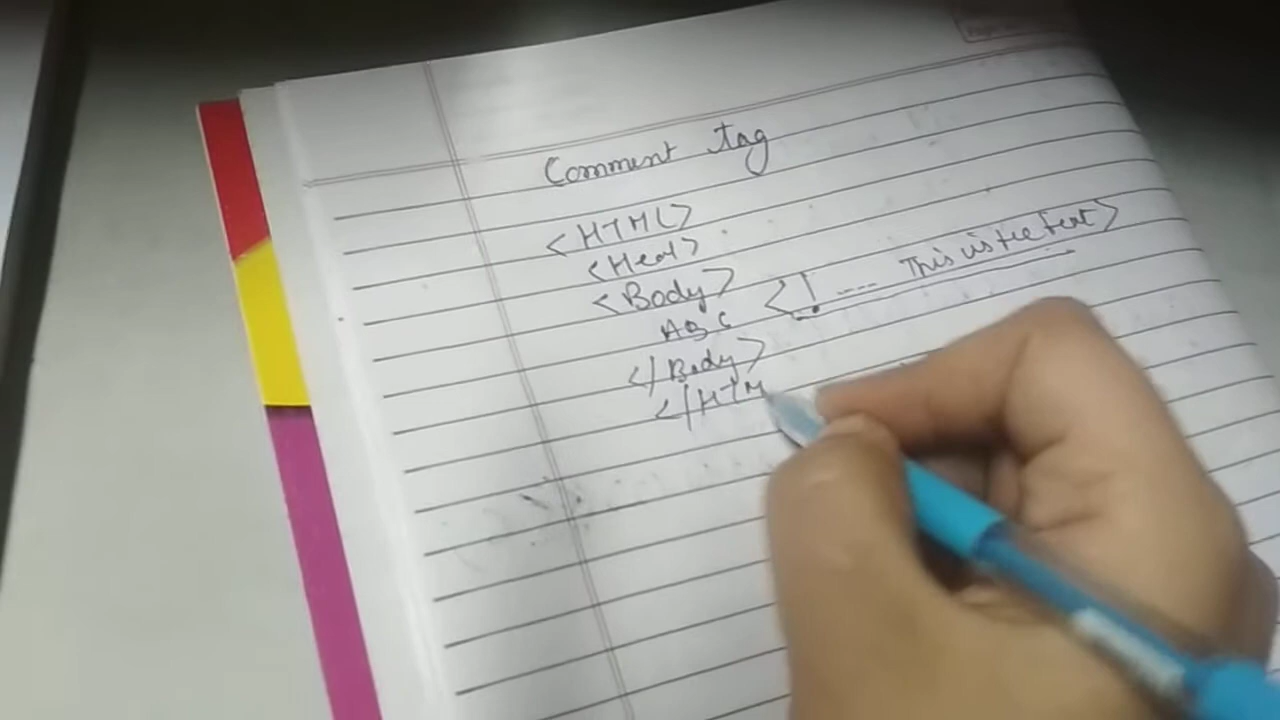 Comment tag
<HTML>
<Head>
<Body>
ABC <! ---- This is the text>
</Body>
</HTM